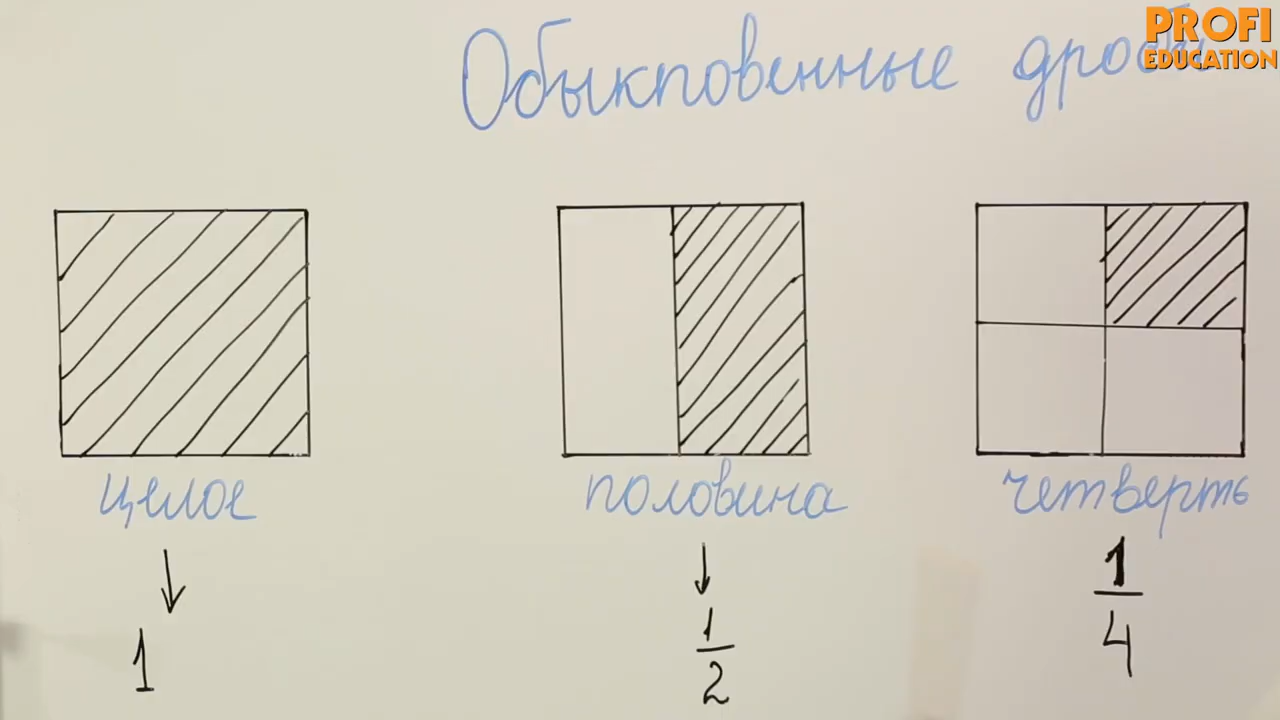 PROFI
EDUCATION
Обыкновенные
целое
половина
четверть
1
1
2
1
4